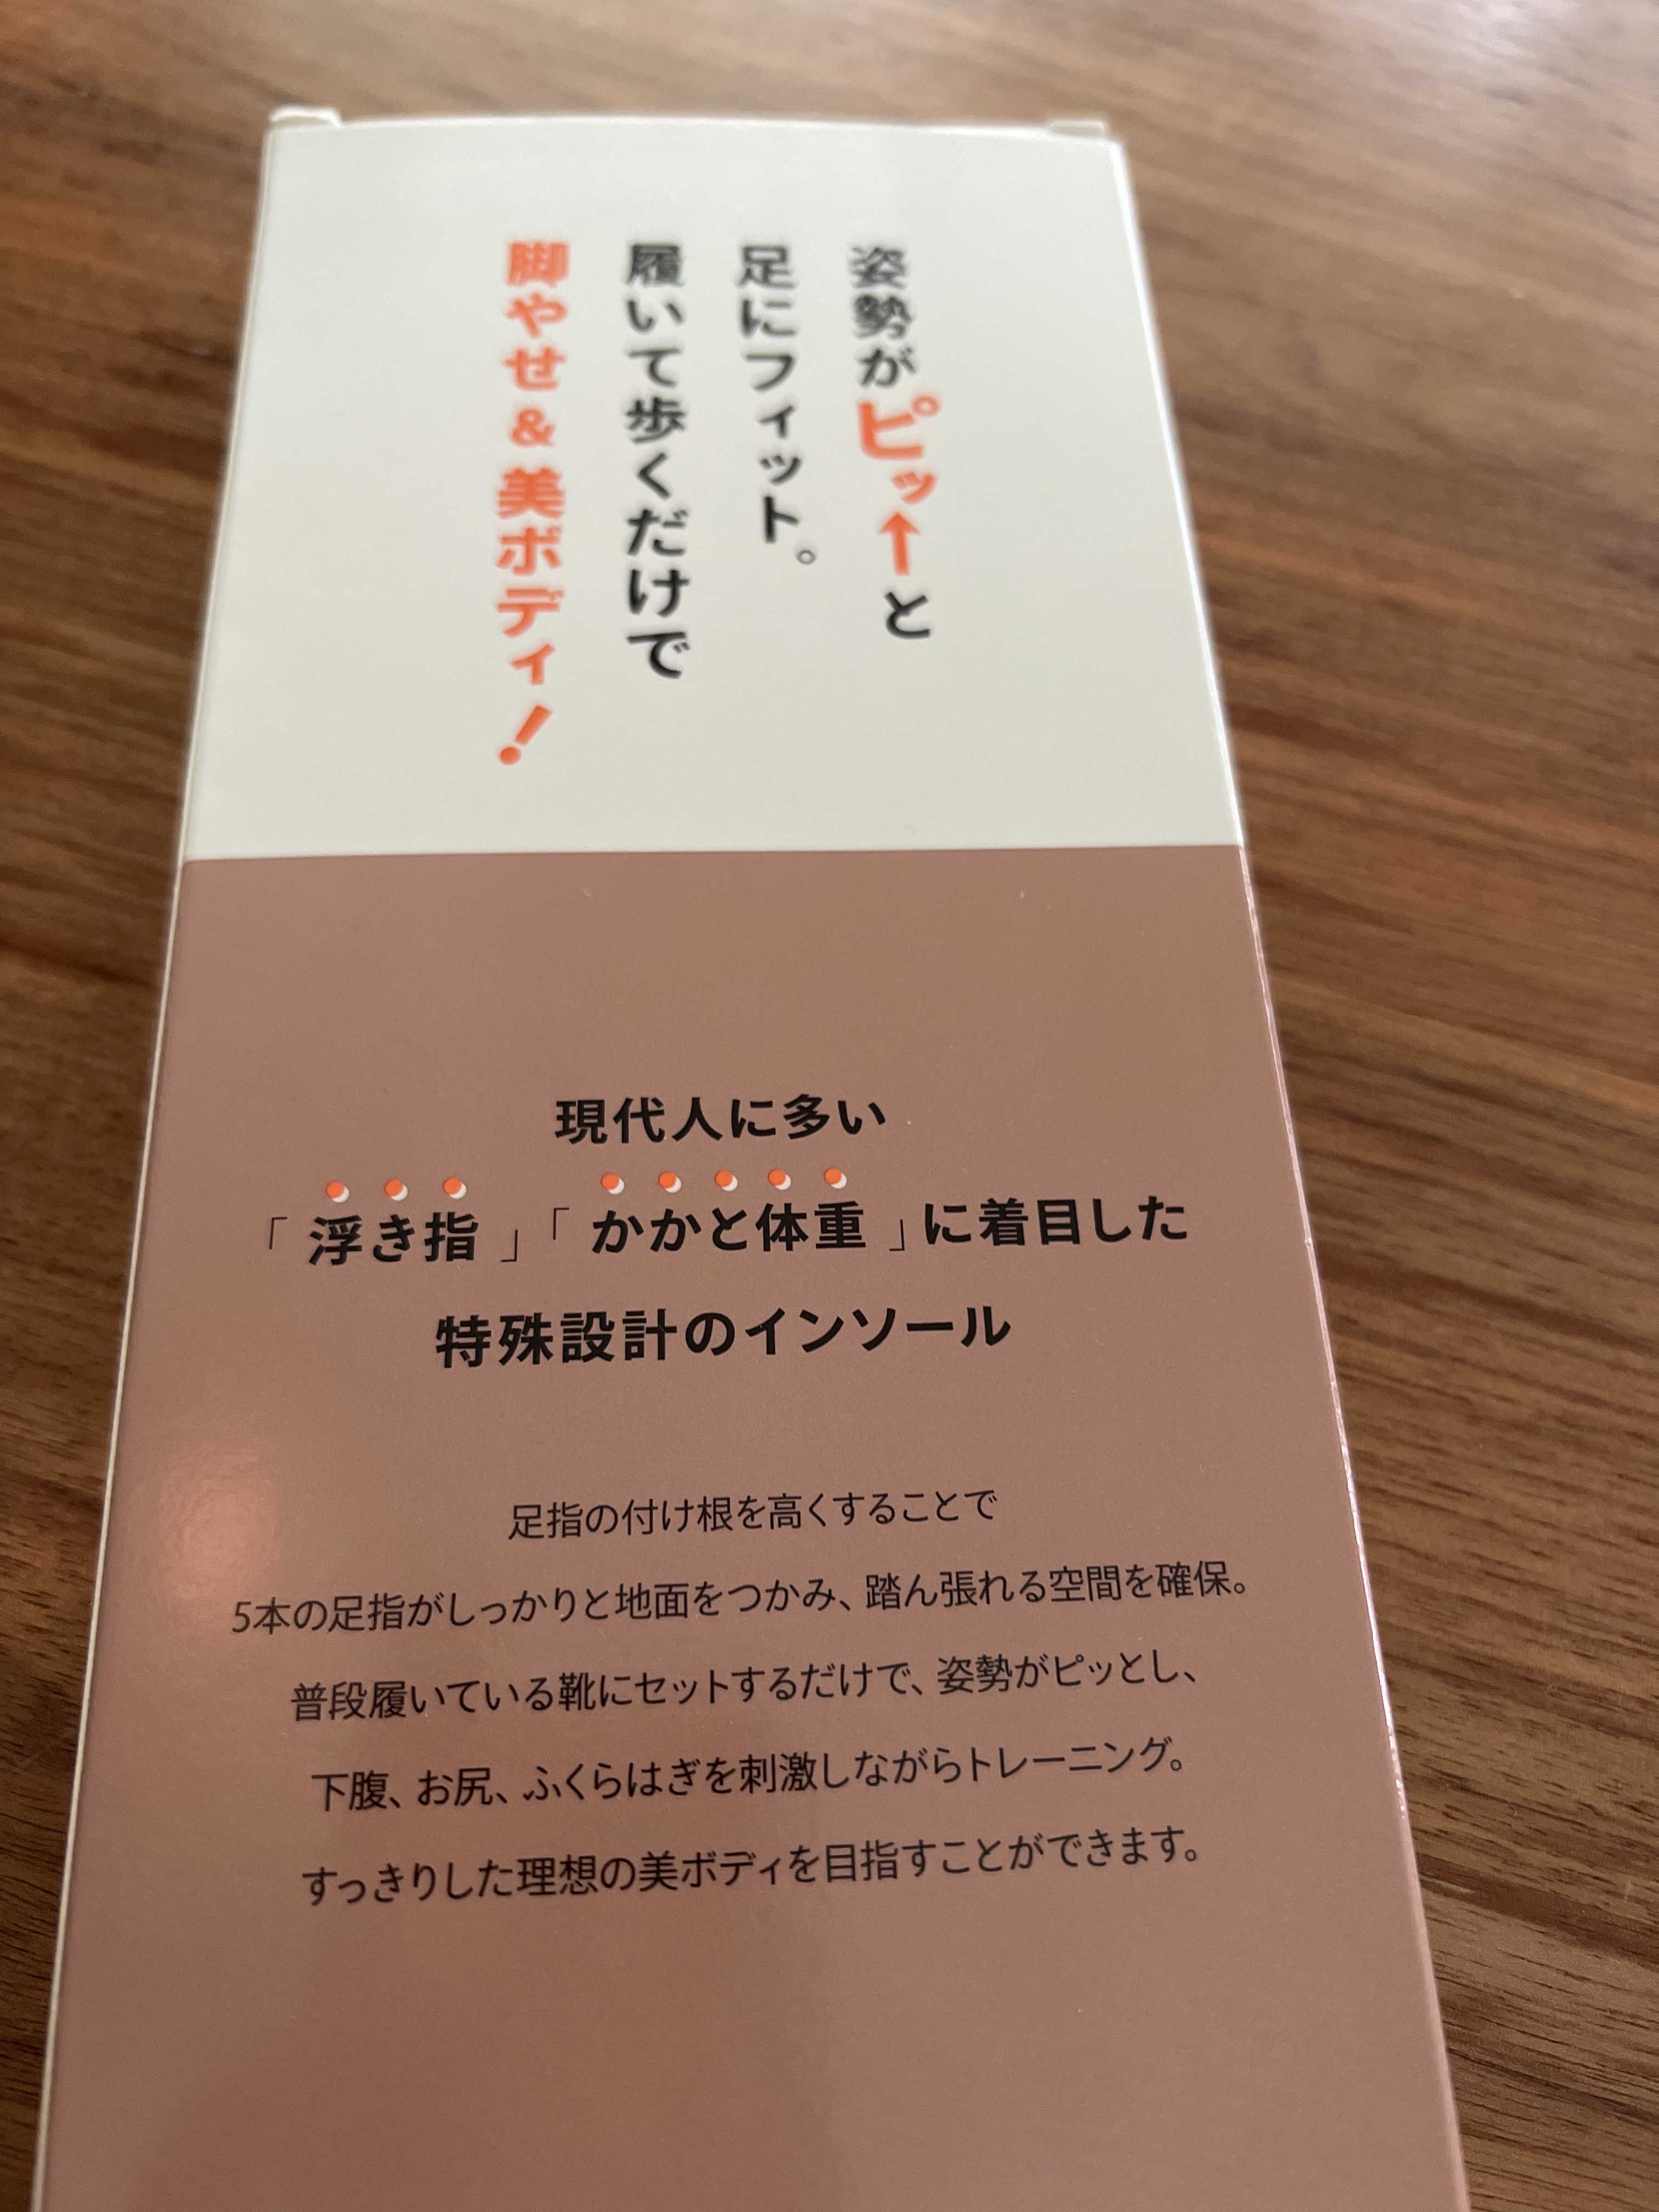 姿勢がピッ↑と
足にフィット。
履いて歩くだけで
脚やせ&美ボディ！
現代人に多い
「浮き指」「かかと体重」に着目した
特殊設計のインソール
足指の付け根を高くすることで
5本の足指がしっかりと地面をつかみ、踏ん張れる空間を確保。
普段履いている靴にセットするだけで、姿勢がピッとし、
下腹、お尻、ふくらはぎを刺激しながらトレーニング。
すっきりした理想の美ボディを目指すことができます。